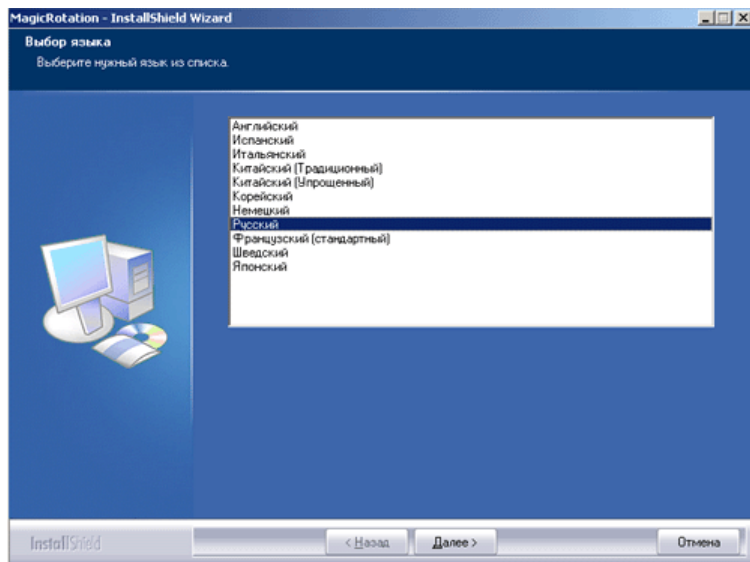 MagicRotation - InstallShield Wizard
Выбор языка
Выберите нужный язык из списка.
Английский
Испанский
Итальянский
Китайский (Традиционный)
Китайский (Упрощенный)
Корейский
Немецкий
Русский
Французский (стандартный)
Шведский
Японский
InstallShield
< Назад
Далее >
Отмена